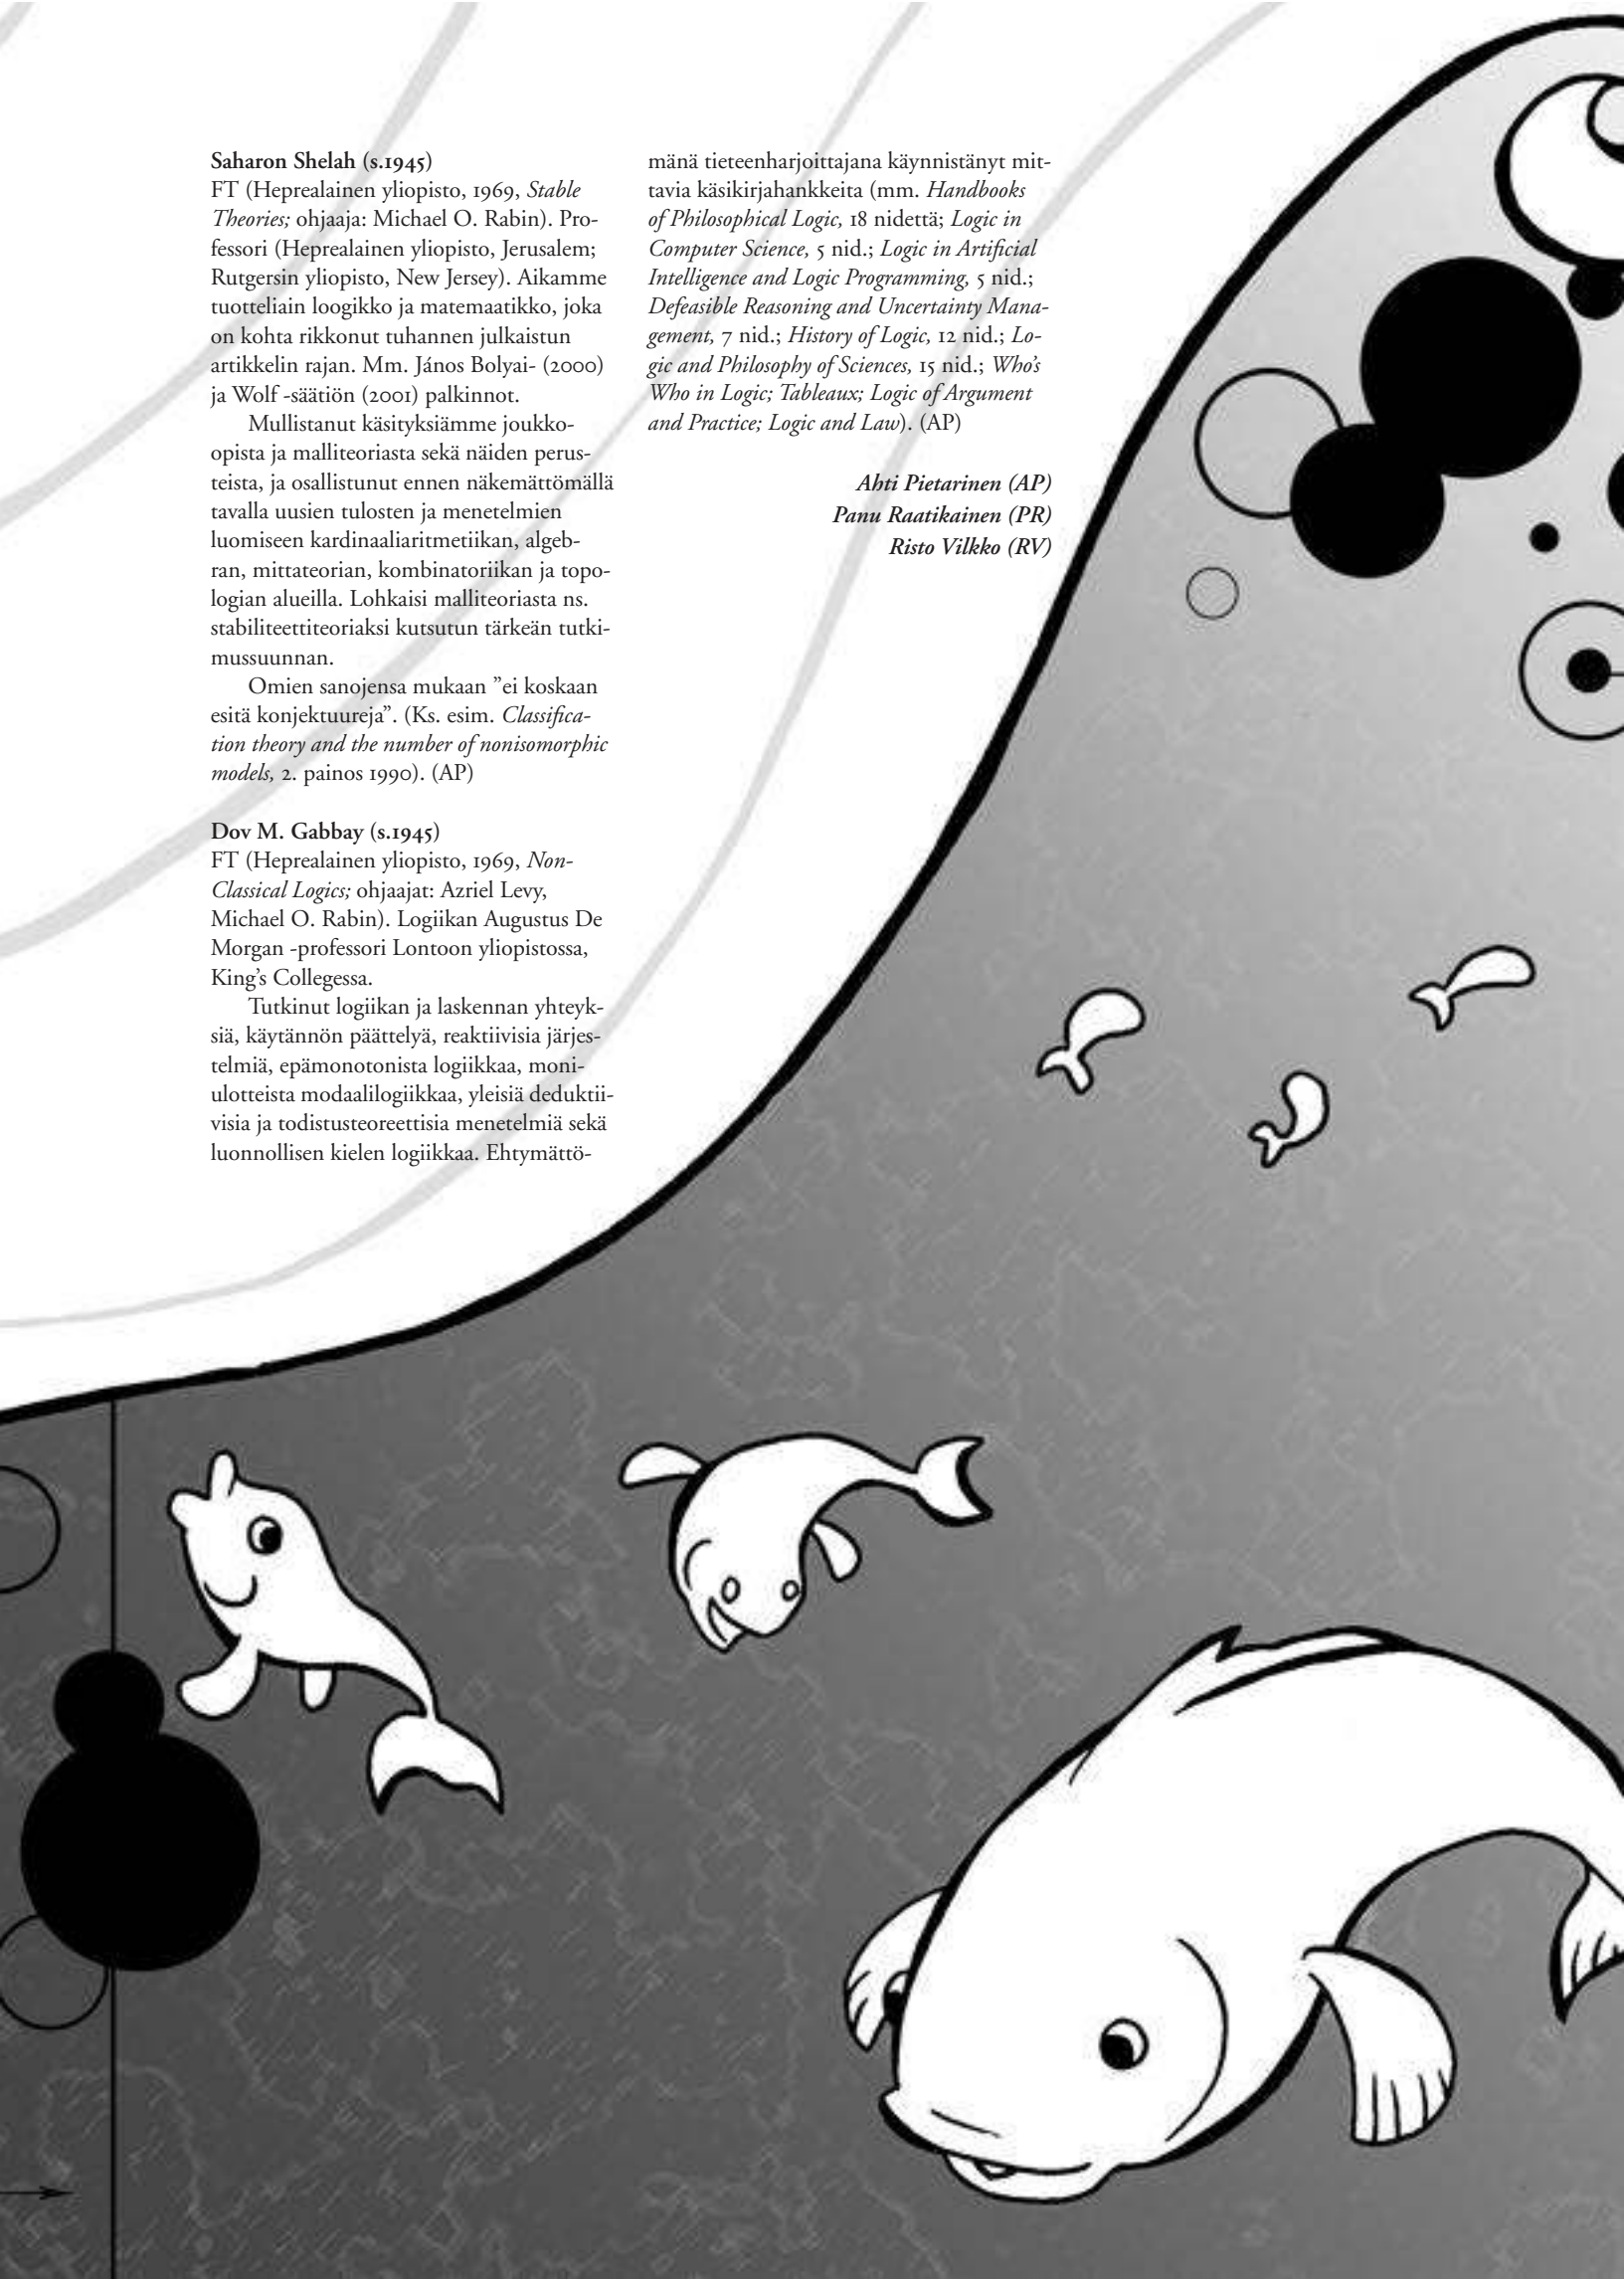 Saharon Shelah (s.1945)
FT (Heprealainen yliopisto, 1969, Stable
Theories; ohjaaja: Michael O. Rabin). Pro-
fessori (Heprealainen yliopisto, Jerusalem;
Rutgersin yliopisto, New Jersey). Aikamme
tuotteliain loogikko ja matemaatikko, joka
on kohta rikkonut tuhannen julkaistun
artikkelin rajan. Mm. János Bolyai- (2000)
ja Wolf -säätiön (2001) palkinnot.
Mullistanut käsityksiämme joukko-
opista ja malliteoriasta sekä näiden perus-
teista, ja osallistunut ennen näkemättömällä
tavalla uusien tulosten ja menetelmien
luomiseen kardinaaliaritmetiikan, algeb-
ran, mittateorian, kombinatoriikan ja topo-
logian alueilla. Lohkaisi malliteoriasta ns.
stabiliteettiteoriaksi kutsutun tärkeän tutki-
mussuunnan.
Omien sanojensa mukaan ”ei koskaan
esitä konjektuureja”. (Ks. esim. Classifica-
tion theory and the number of nonisomorphic
models, 2. painos 1990). (AP)
Dov M. Gabbay (s.1945)
FT (Heprealainen yliopisto, 1969, Non-
Classical Logics; ohjaajat: Azriel Levy,
Michael O. Rabin). Logiikan Augustus De
Morgan -professori Lontoon yliopistossa,
King’s Collegessa.
Tutkinut logiikan ja laskennan yhteyk-
siä, käytännön päättelyä, reaktiivisia järjes-
telmiä, epämonotonista logiikkaa, moni-
ulotteista modaalilogiikkaa, yleisiä deduktii-
visia ja todistusteoreettisia menetelmiä sekä
luonnollisen kielen logiikkaa. Ehtymättö-
mänä tieteenharjoittajana käynnistänyt mit-
tavia käsikirjahankkeita (mm. Handbooks
of Philosophical Logic, 18 nidettä; Logic in
Computer Science, 5 nid.; Logic in Artificial
Intelligence and Logic Programming, 5 nid.;
Defeasible Reasoning and Uncertainty Mana-
gement, 7 nid.; History of Logic, 12 nid.; Lo-
gic and Philosophy of Sciences, 15 nid.; Who’s
Who in Logic; Tableaux; Logic of Argument
and Practice; Logic and Law). (AP)
Ahti Pietarinen (AP)
Panu Raatikainen (PR)
Risto Vilkko (RV)